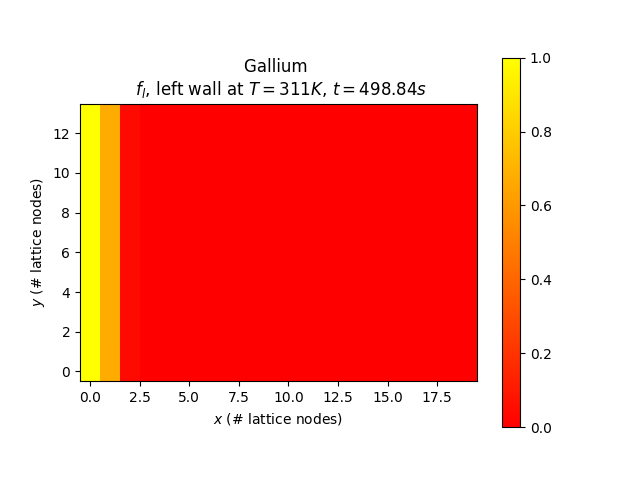 Gallium
f_l, left wall at T = 311K, t = 498.84s
y (# lattice nodes)
12
10
8
6
4
2
0
0.0 2.5 5.0 7.5 10.0 12.5 15.0 17.5
x (# lattice nodes)
1.0
0.8
0.6
0.4
0.2
0.0